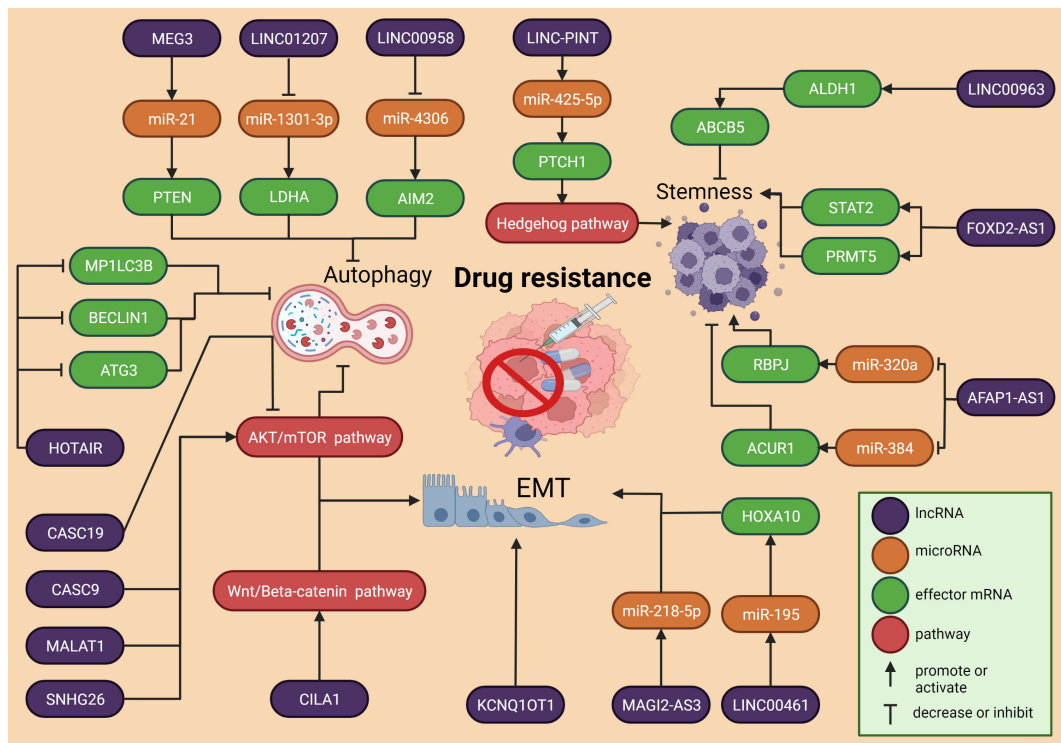 MEG3
LINC01207
LINC00958
LINC-PINT
miR-21
miR-1301-3p
miR-4306
miR-425-5p
ALDH1
LINC00963
ABCB5
PTEN
LDHA
AIM2
PTCH1
Hedgehog pathway
Stemness
STAT2
FOXD2-AS1
PRMT5
MP1LC3B
BECLIN1
ATG3
HOTAIR
Autophagy
Drug resistance
RBPJ
miR-320a
AFAP1-AS1
ACUR1
miR-384
AKT/mTOR pathway
EMT
HOXA10
CASC19
CASC9
MALAT1
SNHG26
Wnt/Beta-catenin pathway
miR-218-5p
miR-195
CILA1
KCNQ1OT1
MAGI2-AS3
LINC00461
lncRNA
microRNA
effector mRNA
pathway
promote or
activate
decrease or inhibit